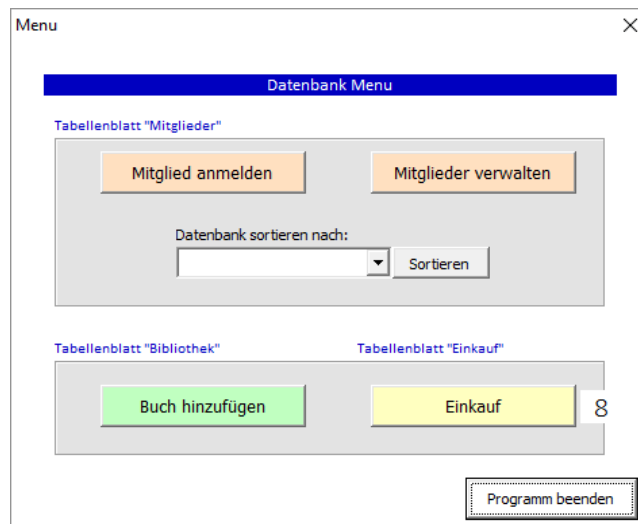 Menu
Datenbank Menu
Tabellenblatt "Mitglieder"
Mitglied anmelden Mitglieder verwalten
Datenbank sortieren nach:
Sortieren
Tabellenblatt "Bibliothek" Tabellenblatt "Einkauf"
Buch hinzufügen Einkauf 8
Programm beenden